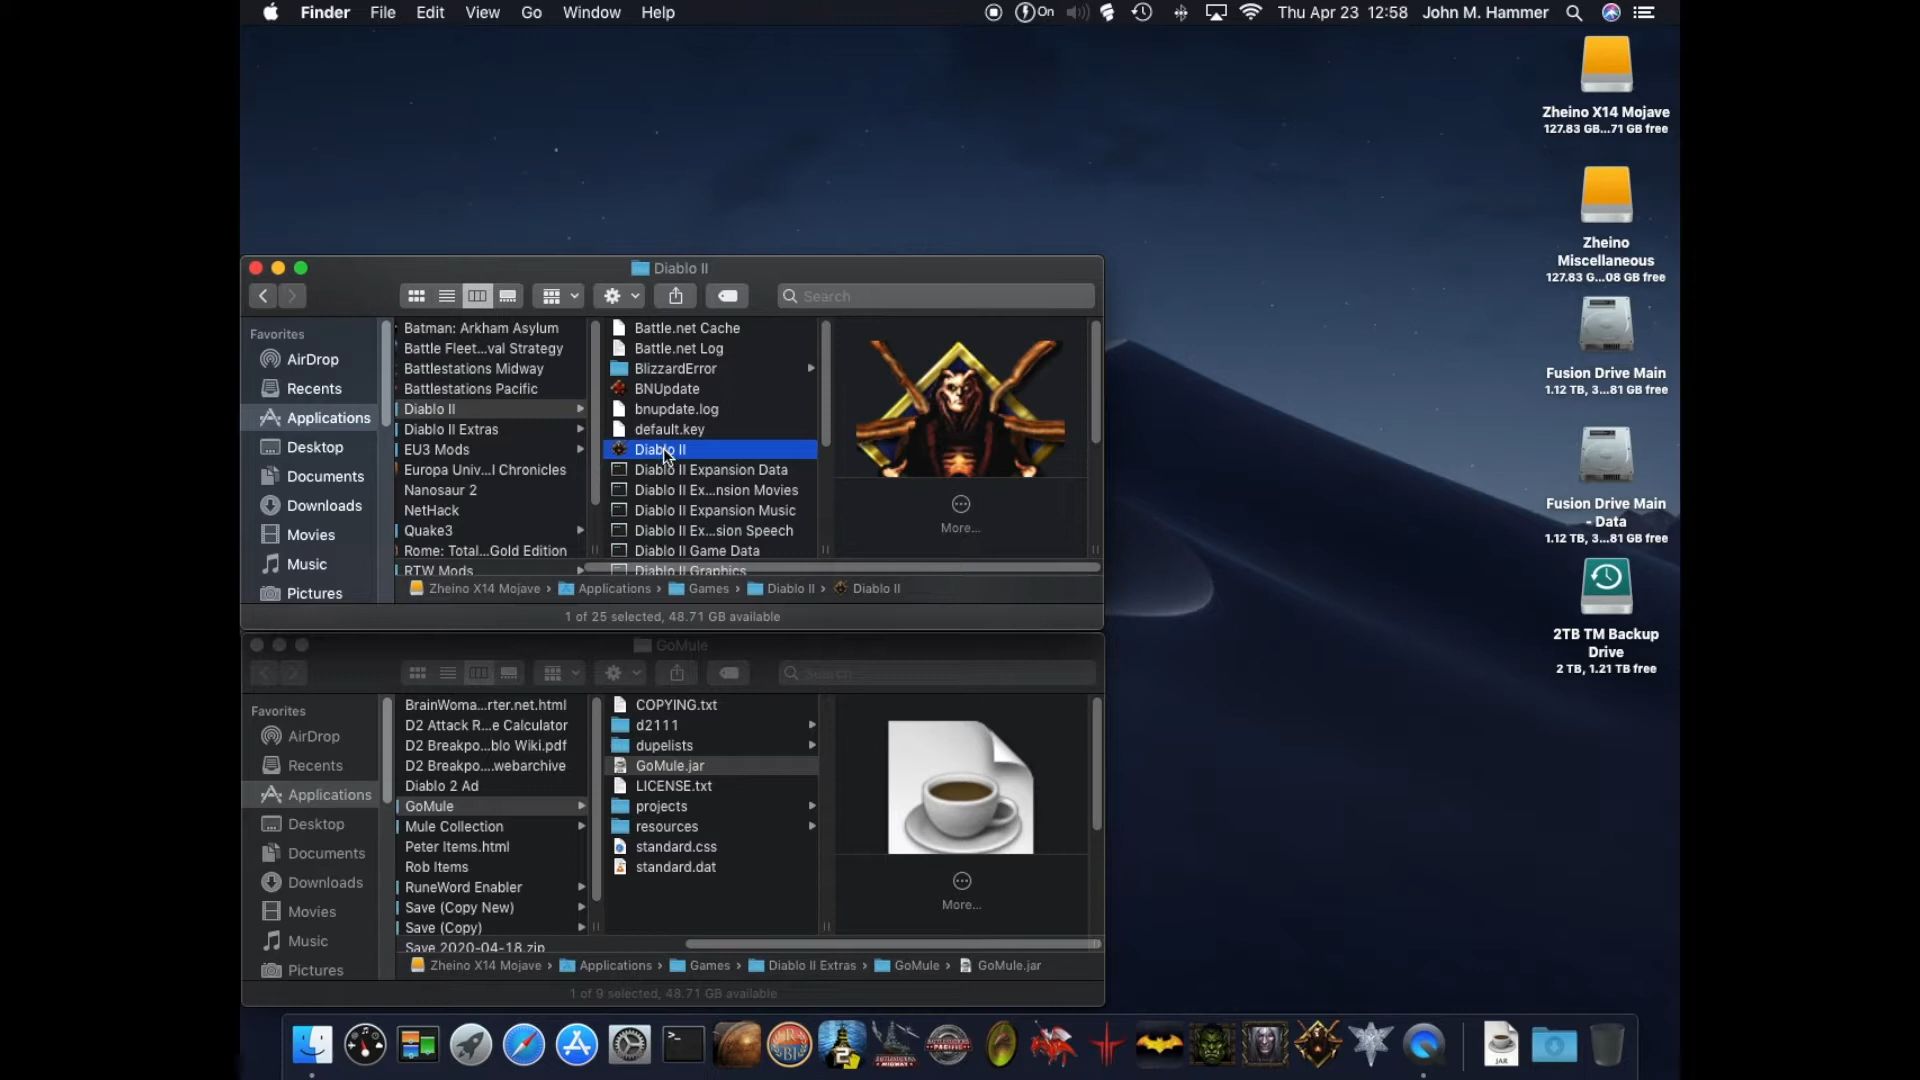 Finder File Edit View Go Window Help On Thu Apr 23 12:58 John M. Hammer
Zheino X14 Mojave
127.83 GB...71 GB free
Zheino
Miscellaneous
127.83 G...08 GB free
Fusion Drive Main
1.12 TB, 3...81 GB free
Fusion Drive Main
- Data
1.12 TB, 3...81 GB free
2TB TM Backup
Drive
2 TB, 1.21 TB free
Diablo II
Search
Favorites
AirDrop
Recents
Applications
Desktop
Documents
Downloads
Movies
Music
Pictures
Batman: Arkham Asylum
Battle Fleet...val Strategy
Battlestations Midway
Battlestations Pacific
Diablo II
Diablo II Extras
EU3 Mods
Europa Univ...l Chronicles
Nanosaur 2
NetHack
Quake3
Rome: Total...Gold Edition
RTW Mods
Battle.net Cache
Battle.net Log
BlizzardError
BNUpdate
bnupdate.log
default.key
Diablo II
Diablo II Expansion Data
Diablo II Ex...nsion Movies
Diablo II Expansion Music
Diablo II Ex...sion Speech
Diablo II Game Data
Diablo II Graphics
More...
Zheino X14 Mojave › Applications › Games › Diablo II › Diablo II
1 of 25 selected, 48.71 GB available
GoMule
Search
Favorites
AirDrop
Recents
Applications
Desktop
Documents
Downloads
Movies
Music
Pictures
BrainWoma...rter.net.html
D2 Attack R...e Calculator
D2 Breakpo...blo Wiki.pdf
D2 Breakpo....webarchive
Diablo 2 Ad
GoMule
Mule Collection
Peter Items.html
Rob Items
RuneWord Enabler
Save (Copy New)
Save (Copy)
Save 2020-04-18.zip
COPYING.txt
d2111
dupelists
GoMule.jar
LICENSE.txt
projects
resources
standard.css
standard.dat
More...
Zheino X14 Mojave › Applications › Games › Diablo II Extras › GoMule › GoMule.jar
1 of 9 selected, 48.71 GB available
R BI
2
JAR